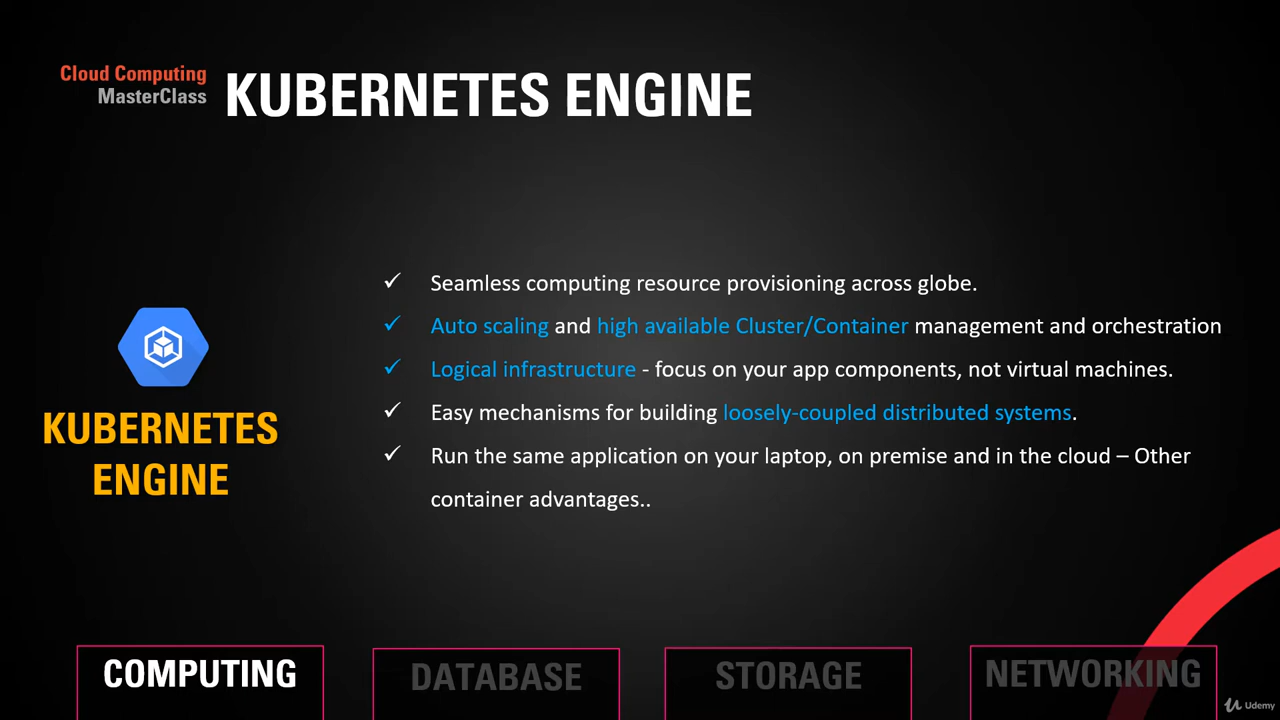 Cloud Computing
MasterClass
KUBERNETES ENGINE
✓ Seamless computing resource provisioning across globe.
✓ Auto scaling and high available Cluster/Container management and orchestration
✓ Logical infrastructure - focus on your app components, not virtual machines.
✓ Easy mechanisms for building loosely-coupled distributed systems.
✓ Run the same application on your laptop, on premise and in the cloud – Other
container advantages..
KUBERNETES
ENGINE
COMPUTING
DATABASE
STORAGE
NETWORKING
Udemy